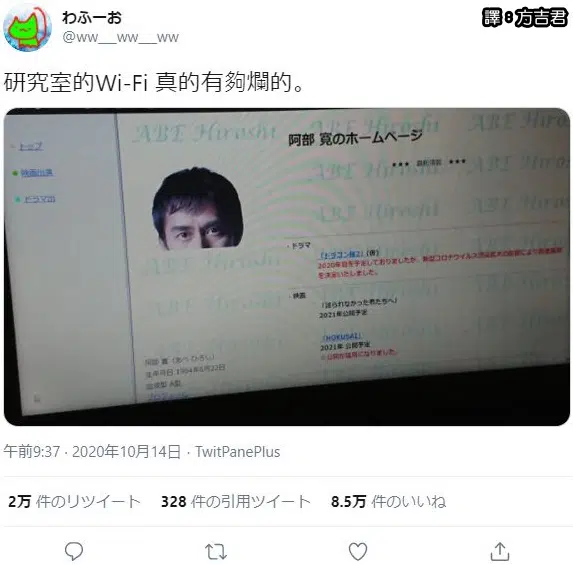 譯:方吉君
わふーお
@ww__ww__ww
研究室的Wi-Fi 真的有夠爛的。
ABE Hiroshi
阿部 寛のホームページ
トップ
映画出演
*** 最新情報 ***
・ドラマ
『ドラゴン桜2』(仮)
2020年夏を予定しておりましたが、新型コロナウイルス感染拡大の影響により放送延期
を決定いたしました。
・映画
『護られなかった者たちへ』
2021年公開予定
『HOKUSAI』
2021年 公開予定
阿部 寛 (あべ ひろし)
生年月日 1964年6月22日
血液型 A型
午前9:37 · 2020年10月14日 · TwitPanePlus
2万 件のリツイート 328 件の引用ツイート 8.5万 件のいいね